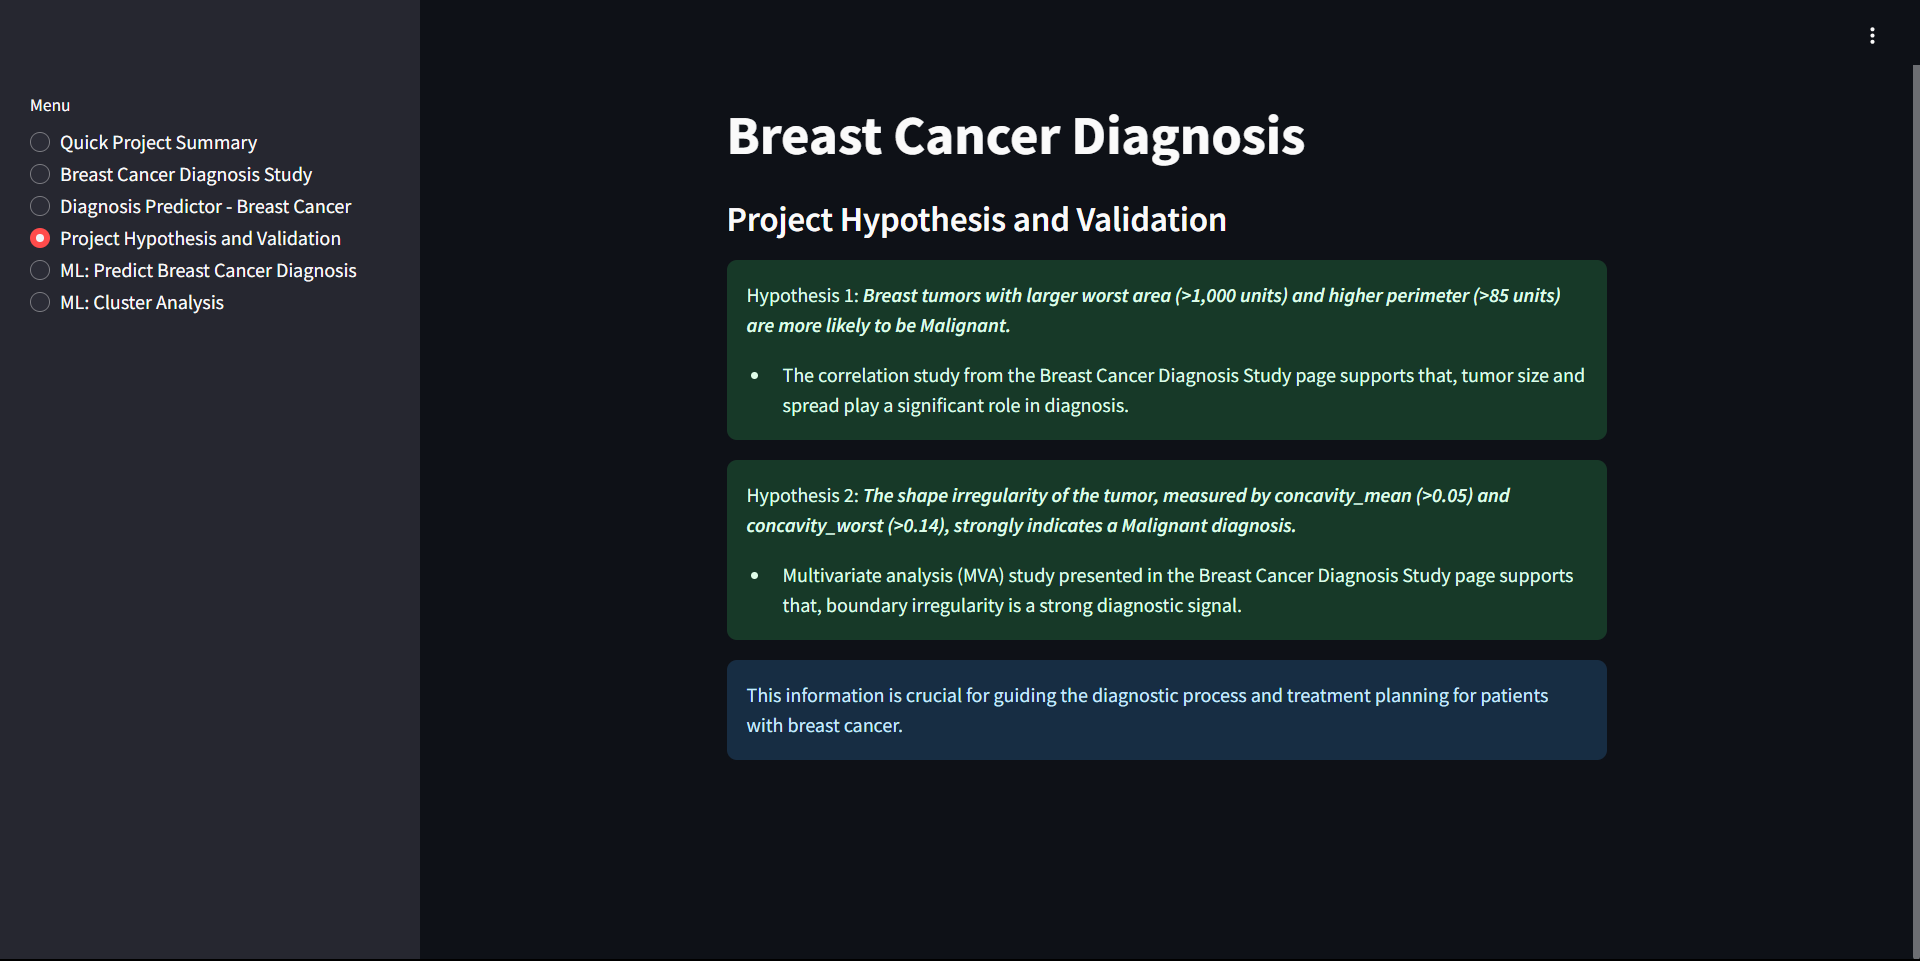 Menu
Quick Project Summary
Breast Cancer Diagnosis Study
Diagnosis Predictor - Breast Cancer
Project Hypothesis and Validation
ML: Predict Breast Cancer Diagnosis
ML: Cluster Analysis
Breast Cancer Diagnosis
Project Hypothesis and Validation
Hypothesis 1: Breast tumors with larger worst area (>1,000 units) and higher perimeter (>85 units)
are more likely to be Malignant.
• The correlation study from the Breast Cancer Diagnosis Study page supports that, tumor size and
spread play a significant role in diagnosis.
Hypothesis 2: The shape irregularity of the tumor, measured by concavity_mean (>0.05) and
concavity_worst (>0.14), strongly indicates a Malignant diagnosis.
• Multivariate analysis (MVA) study presented in the Breast Cancer Diagnosis Study page supports
that, boundary irregularity is a strong diagnostic signal.
This information is crucial for guiding the diagnostic process and treatment planning for patients
with breast cancer.